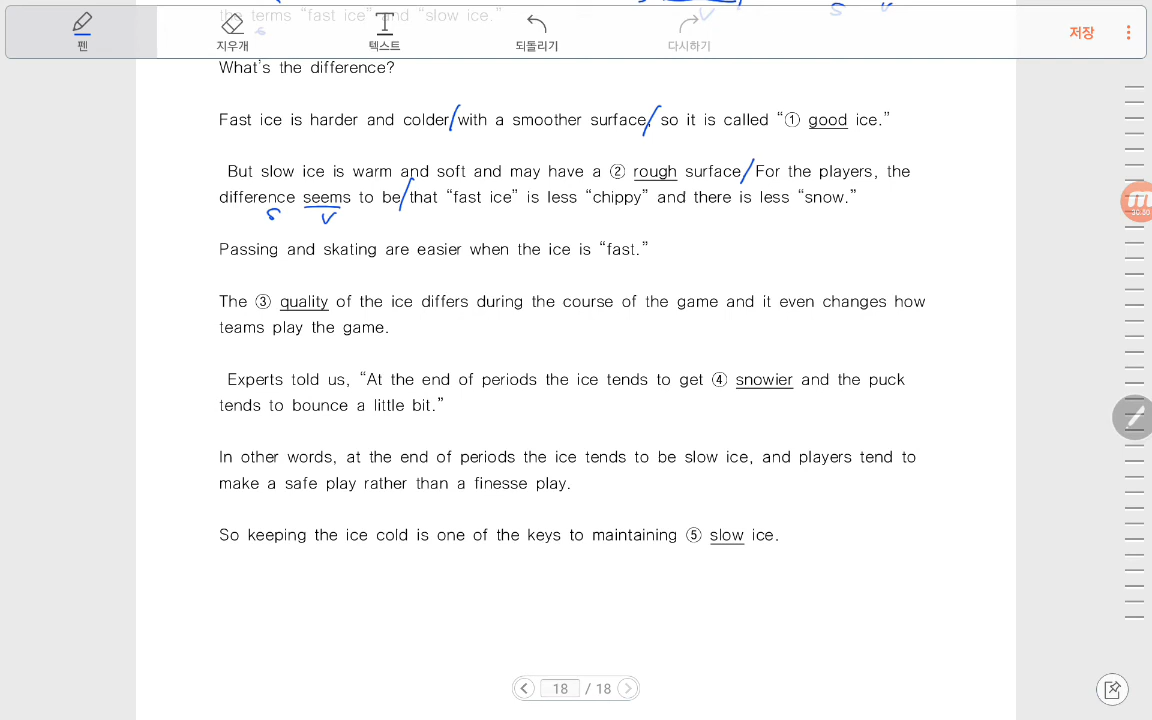 the terms “fast ice” and “slow ice.”
펜
지우개
텍스트
되돌리기
다시하기
저장
What's the difference?
Fast ice is harder and colder/with a smoother surface,/ so it is called “① good ice.”
But slow ice is warm and soft and may have a ② rough surface/For the players, the
difference seems to be/that “fast ice” is less “chippy” and there is less “snow.”
s v
Passing and skating are easier when the ice is “fast.”
The ③ quality of the ice differs during the course of the game and it even changes how
teams play the game.
Experts told us, “At the end of periods the ice tends to get ④ snowier and the puck
tends to bounce a little bit.”
In other words, at the end of periods the ice tends to be slow ice, and players tend to
make a safe play rather than a finesse play.
So keeping the ice cold is one of the keys to maintaining ⑤ slow ice.
18 / 18